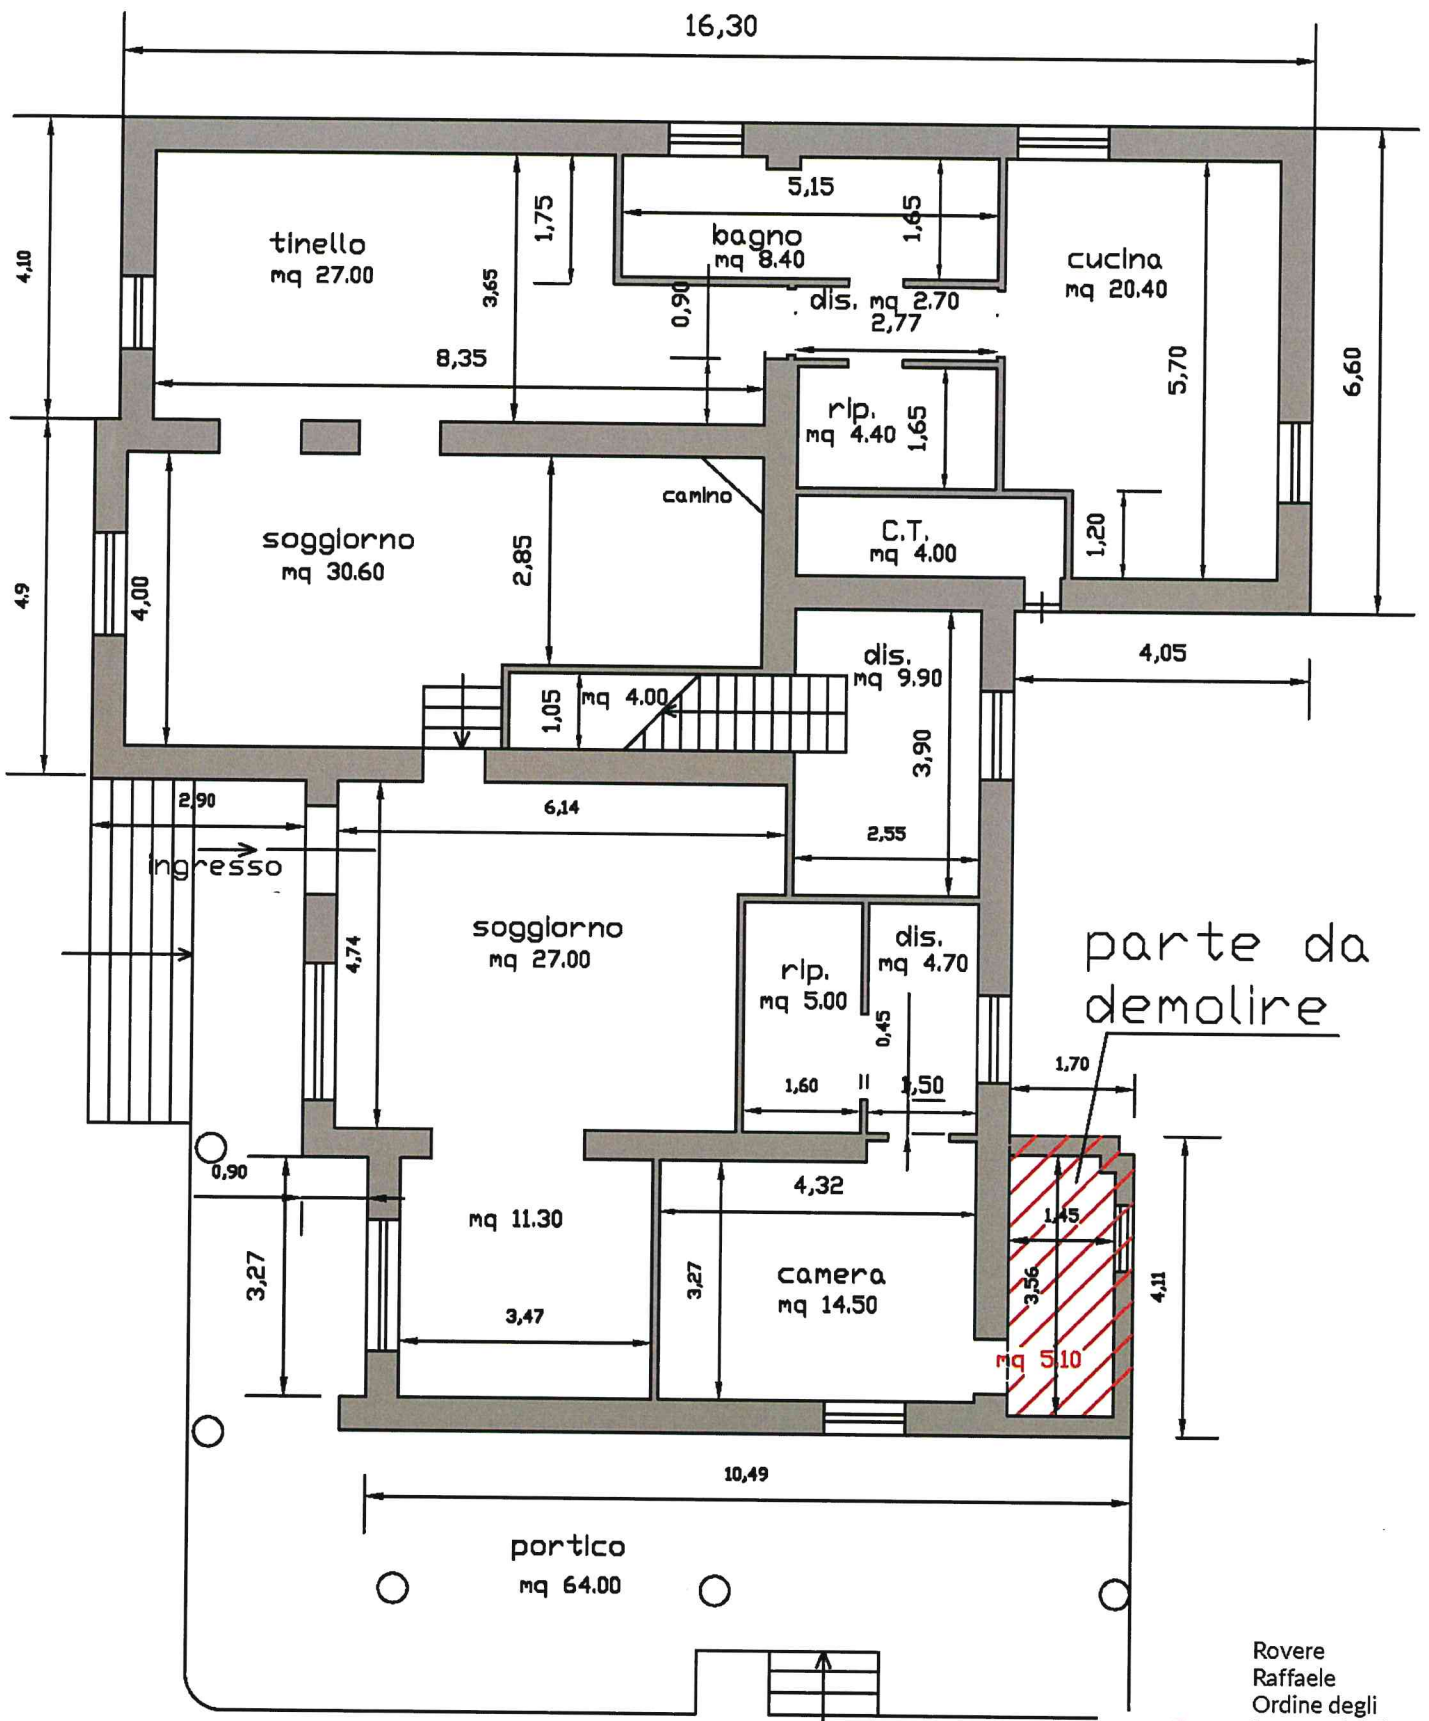 16,30
4,10
tinello
mq 27.00
3,65
1,75
8,35
5,15
bagno
mq 8.40
1,65
0,90
dis. mq 2.70
2,77
cucina
mq 20.40
5,70
6,60
rip.
mq 4.40
1,65
camino
soggiorno
mq 30.60
4.9
4,00
2,85
C.T.
mq 4.00
1,20
4,05
dis.
mq 9.90
1,05
mq 4.00
3,90
2,55
2,90
ingresso
6,14
4,74
soggiorno
mq 27.00
rip.
mq 5.00
dis.
mq 4.70
0,45
1,60
1,50
parte da
demolire
1,70
0,90
3,27
mq 11.30
3,47
4,32
3,27
camera
mq 14.50
1,45
3,56
mq 5.10
4,11
10,49
portico
mq 64.00
Rovere
Raffaele
Ordine degli